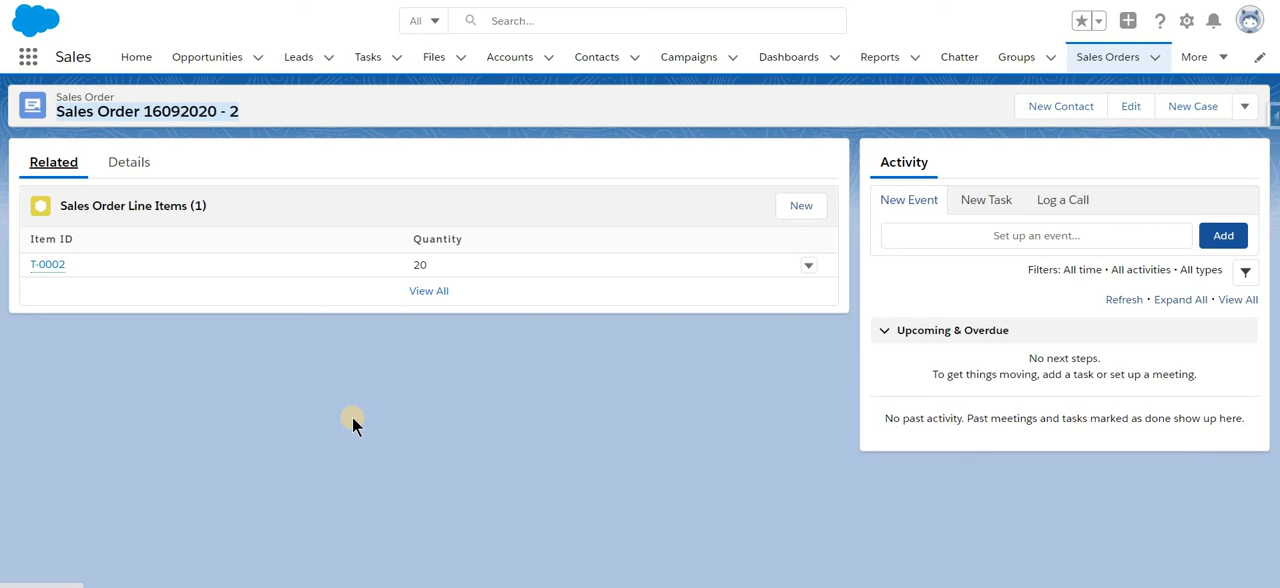 All
Search...
Sales
Home
Opportunities
Leads
Tasks
Files
Accounts
Contacts
Campaigns
Dashboards
Reports
Chatter
Groups
Sales Orders
More
Sales Order
Sales Order 16092020 - 2
New Contact
Edit
New Case
Related
Details
Sales Order Line Items (1)
New
Item ID
Quantity
T-0002
20
View All
Activity
New Event
New Task
Log a Call
Set up an event...
Add
Filters: All time • All activities • All types
Refresh • Expand All • View All
Upcoming & Overdue
No next steps.
To get things moving, add a task or set up a meeting.
No past activity. Past meetings and tasks marked as done show up here.